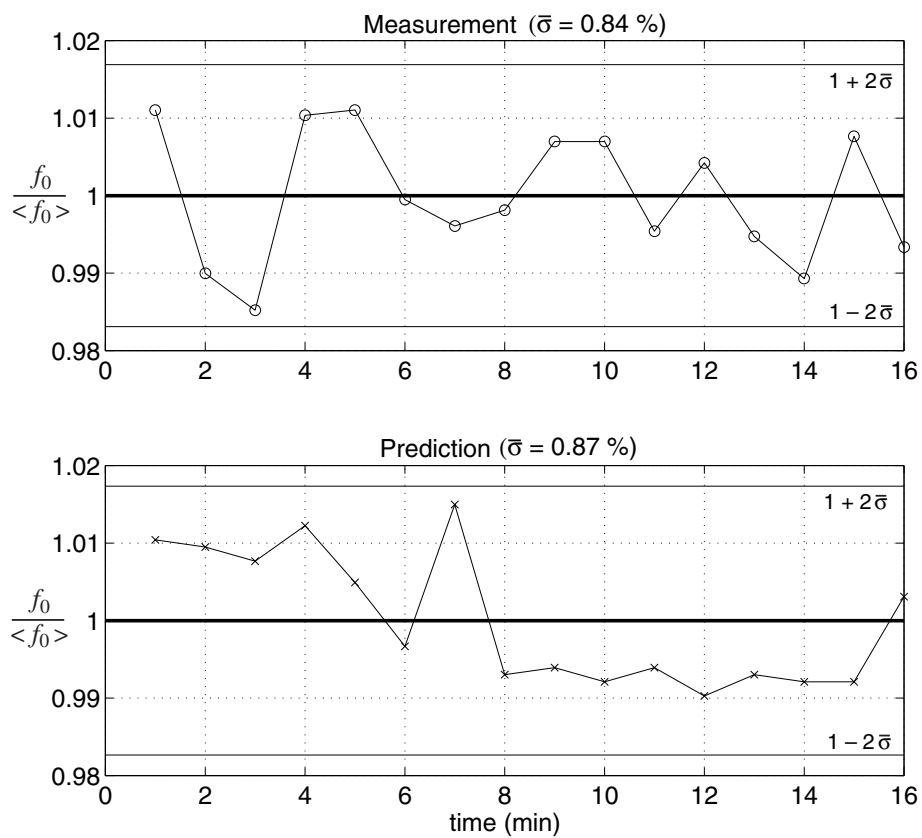 Measurement (σ̄ = 0.84 %)
1.02
1 + 2σ̄
1.01
f₀
<f₀>
1
0.99
1 − 2σ̄
0.98
0 2 4 6 8 10 12 14 16
Prediction (σ̄ = 0.87 %)
1.02
1 + 2σ̄
1.01
f₀
<f₀>
1
0.99
1 − 2σ̄
0.98
0 2 4 6 8 10 12 14 16
time (min)